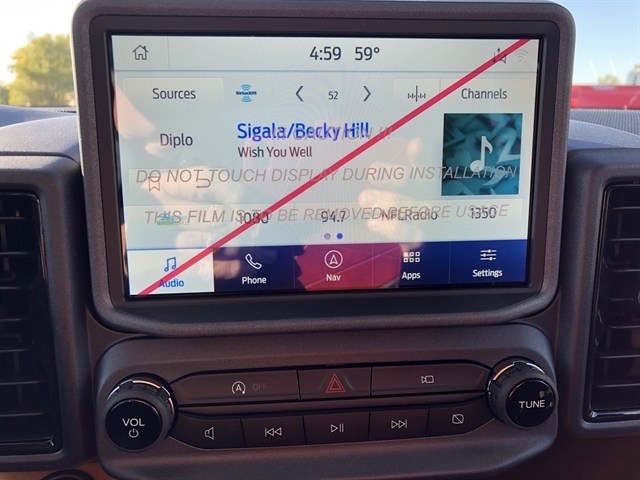 4:59 59°
Sources
SiriusXM
52
Channels
Diplo
Sigala/Becky Hill
Wish You Well
DO NOT TOUCH DISPLAY DURING INSTALLATION
THIS FILM IS TO BE REMOVED BEFORE USAGE
1080
94.7
NFLRadio
1350
Audio
Phone
Nav
Apps
Settings
OFF
VOL
TUNE